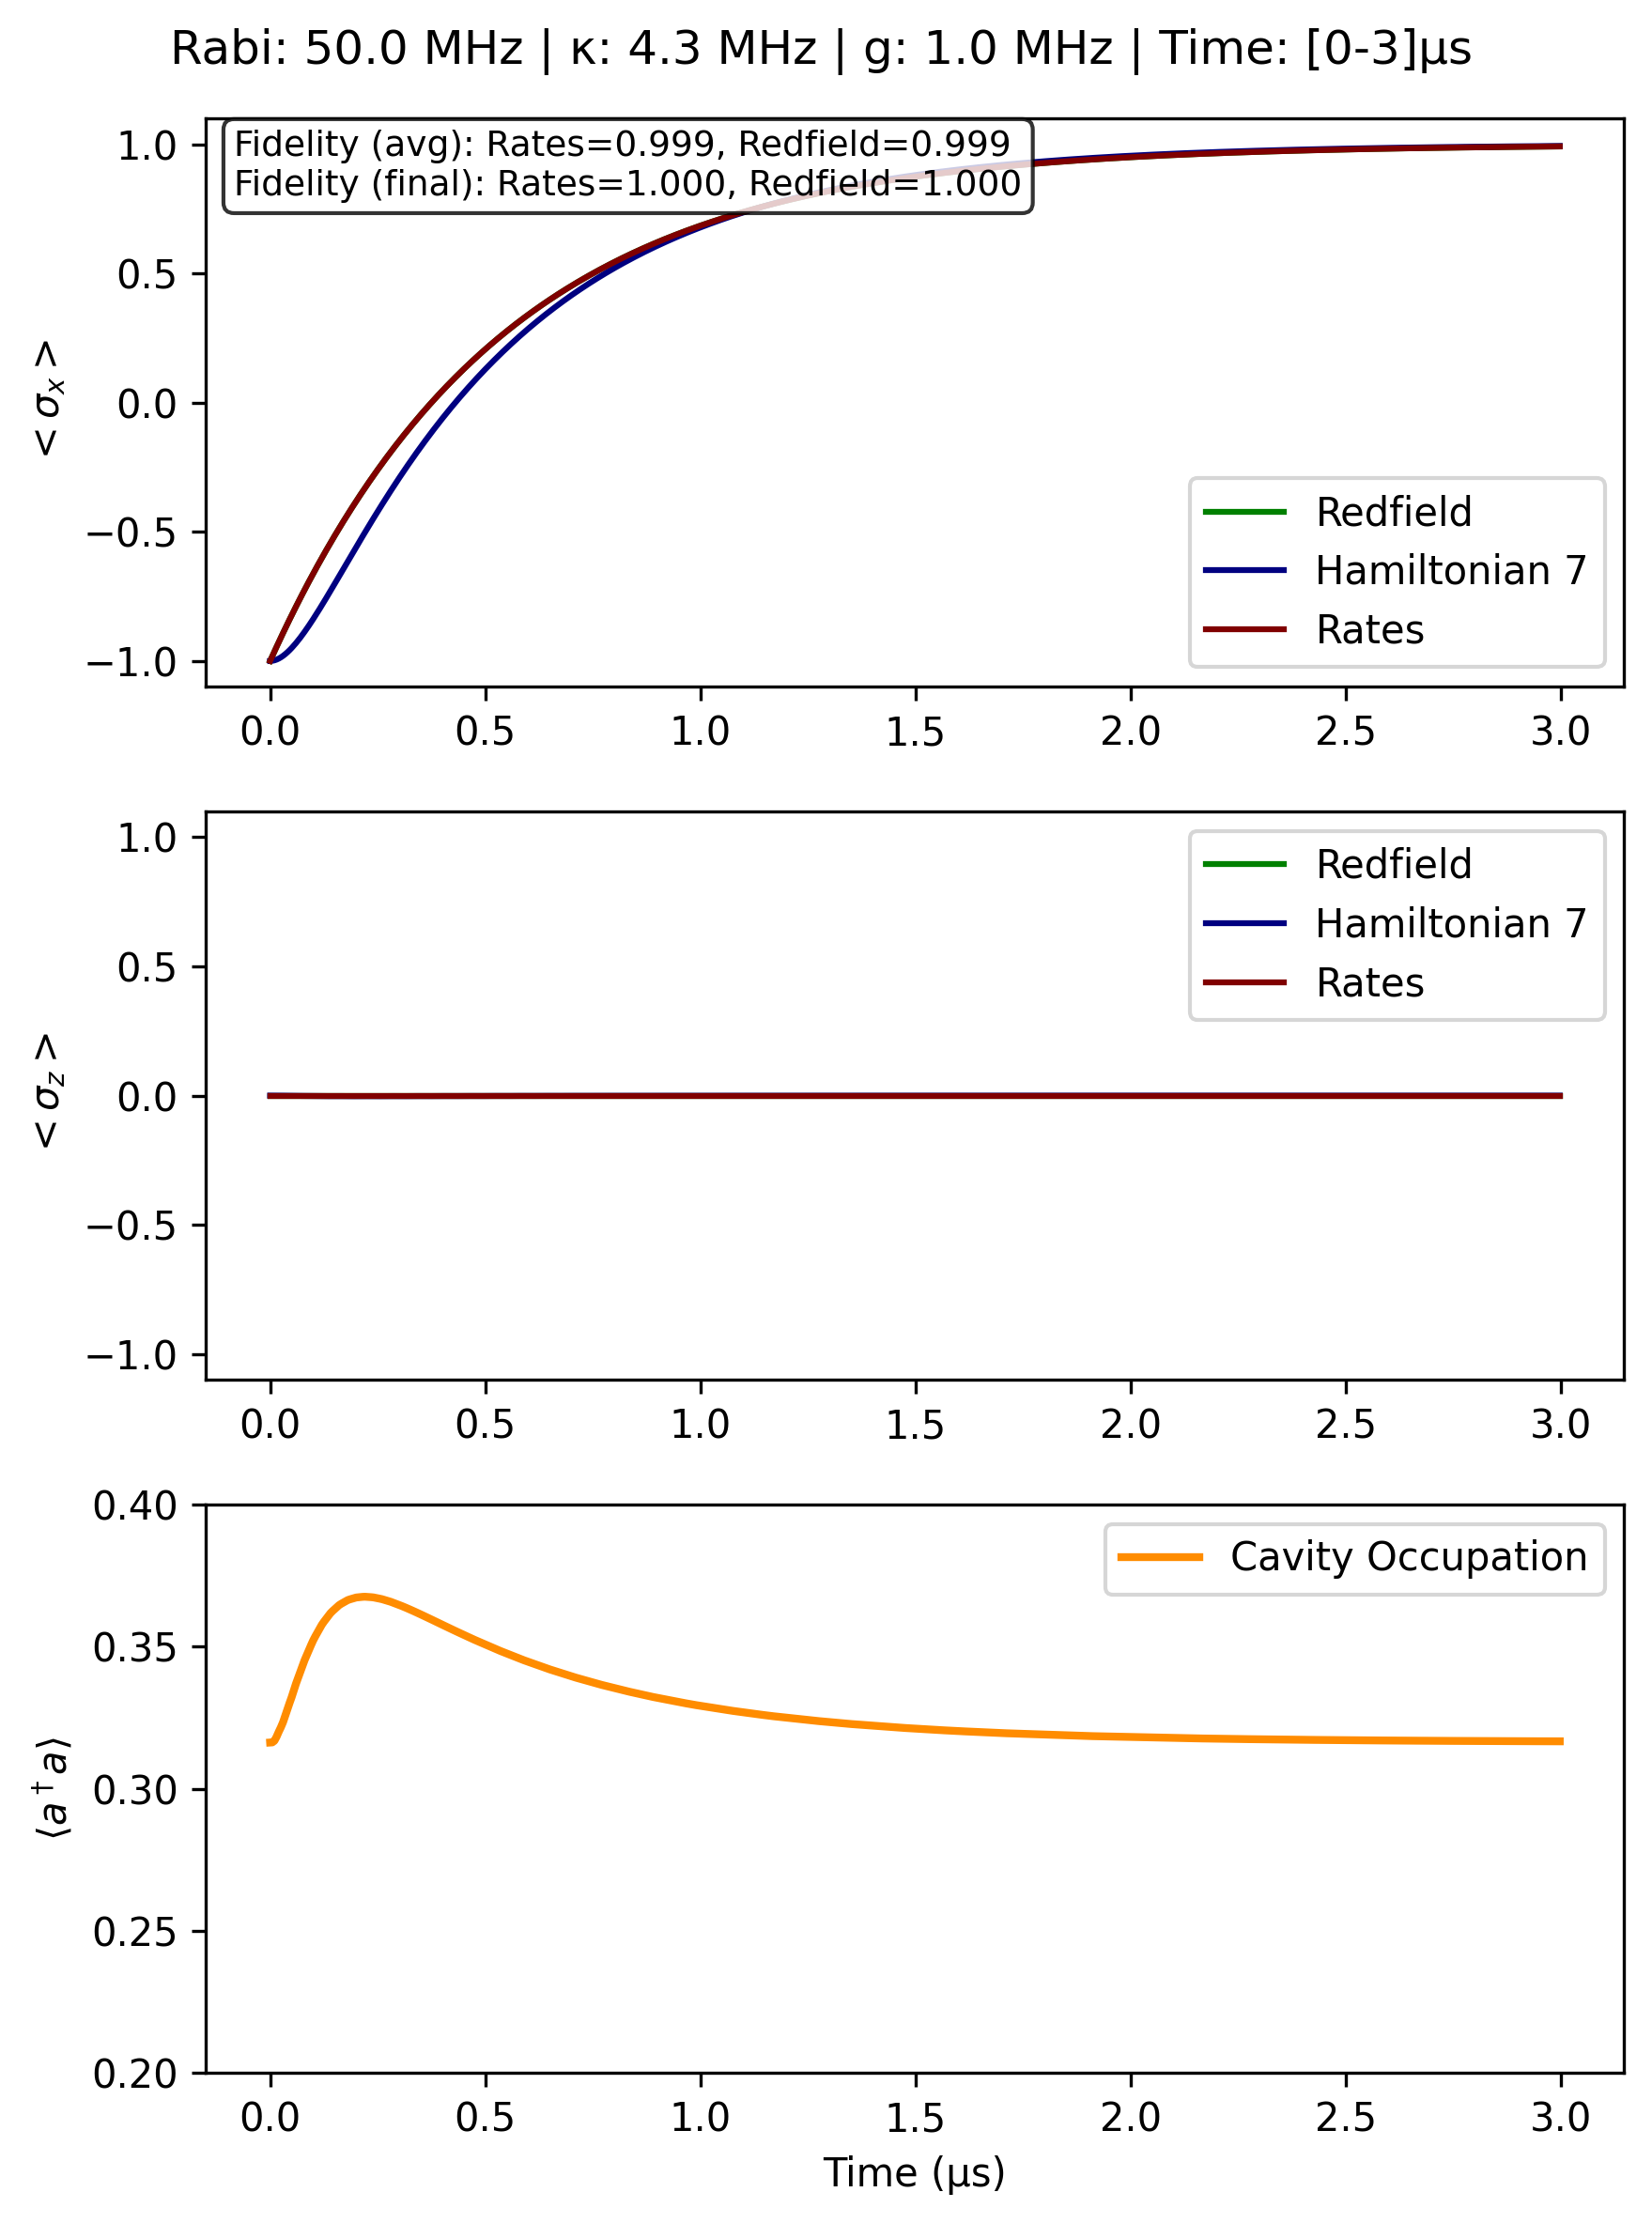 Rabi: 50.0 MHz | κ: 4.3 MHz | g: 1.0 MHz | Time: [0-3]μs
Fidelity (avg): Rates=0.999, Redfield=0.999
Fidelity (final): Rates=1.000, Redfield=1.000
1.0
0.5
0.0
−0.5
−1.0
<σx>
Redfield
Hamiltonian 7
Rates
0.0 0.5 1.0 1.5 2.0 2.5 3.0
1.0
0.5
0.0
−0.5
−1.0
<σz>
Redfield
Hamiltonian 7
Rates
0.0 0.5 1.0 1.5 2.0 2.5 3.0
0.40
0.35
0.30
0.25
0.20
⟨a†a⟩
Cavity Occupation
0.0 0.5 1.0 1.5 2.0 2.5 3.0
Time (μs)